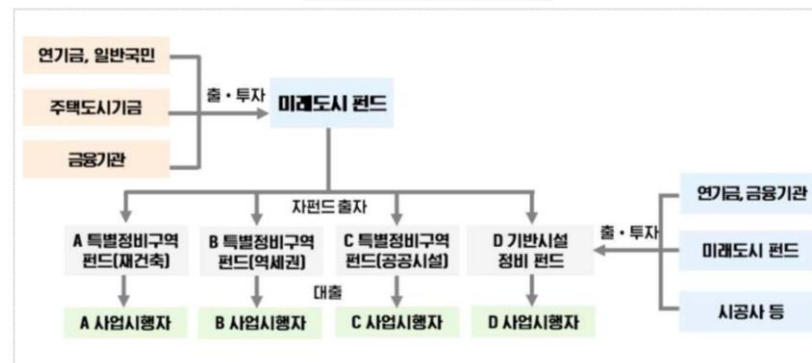 연기금, 일반국민
주택도시기금
금융기관
출·투자
미래도시 펀드
자펀드 출자
A 특별정비구역
펀드(재건축)
B 특별정비구역
펀드(역세권)
C 특별정비구역
펀드(공공시설)
D 기반시설
정비 펀드
출·투자
연기금, 금융기관
미래도시 펀드
시공사 등
대출
A 사업시행자
B 사업시행자
C 사업시행자
D 사업시행자